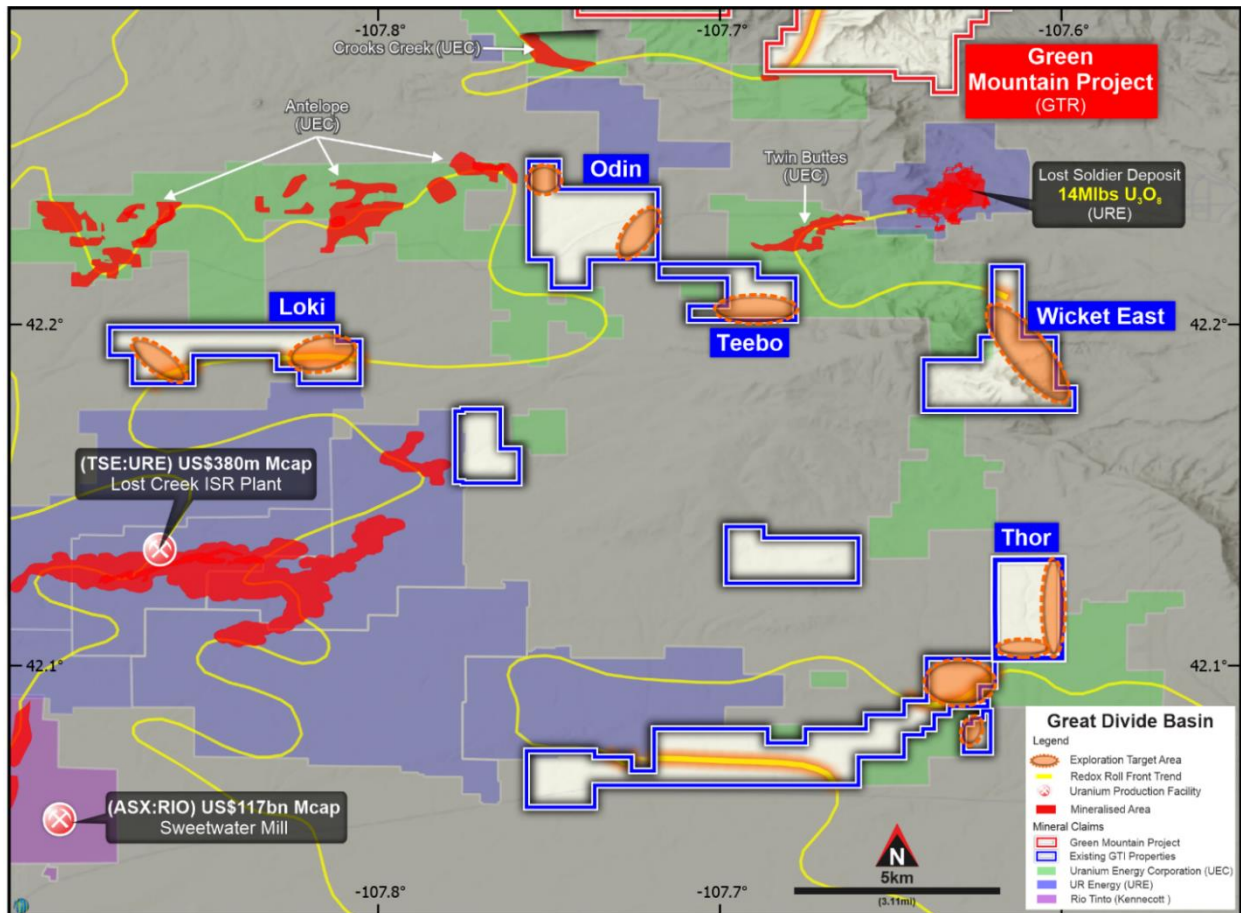 -107.8°
-107.7°
-107.6°
Crooks Creek (UEC)
Green
Mountain Project
(GTR)
Antelope
(UEC)
Odin
Twin Buttes
(UEC)
Lost Soldier Deposit
14Mlbs U₃O₈
(URE)
Loki
42.2°
Teebo
Wicket East
42.2°
(TSE:URE) US$380m Mcap
Lost Creek ISR Plant
Thor
42.1°
42.1°
(ASX:RIO) US$117bn Mcap
Sweetwater Mill
N
5km
(3.11mi)
Great Divide Basin
Legend
Exploration Target Area
Redox Roll Front Trend
Uranium Production Facility
Mineralised Area
Mineral Claims
Green Mountain Project
Existing GTI Properties
Uranium Energy Corporation (UEC)
UR Energy (URE)
Rio Tinto (Kennecott )
-107.8°
-107.7°